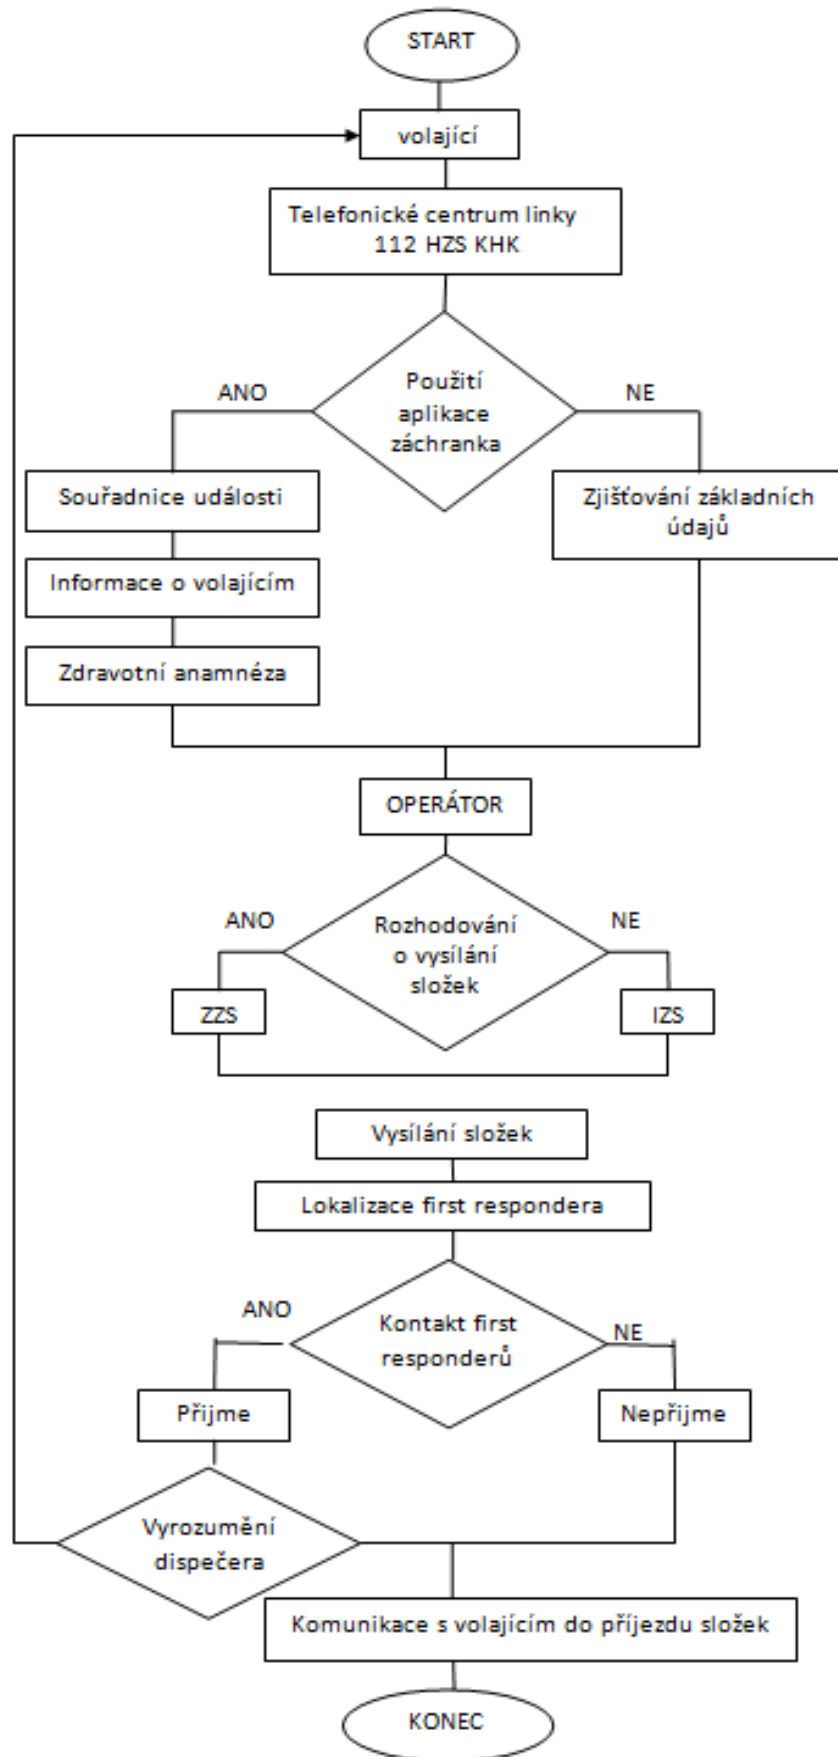 START
volající
Telefonické centrum linky
112 HZS KHK
Použití
aplikace
záchranka
ANO
NE
Souřadnice události
Zjišťování základních
údajů
Informace o volajícím
Zdravotní anamnéza
OPERÁTOR
Rozhodování
o vysílání
složek
ANO
NE
ZZS
IZS
Vysílání složek
Lokalizace first respondera
Kontakt first
responderů
ANO
NE
Přijme
Nepřijme
Vyrozumění
dispečera
Komunikace s volajícím do příjezdu složek
KONEC